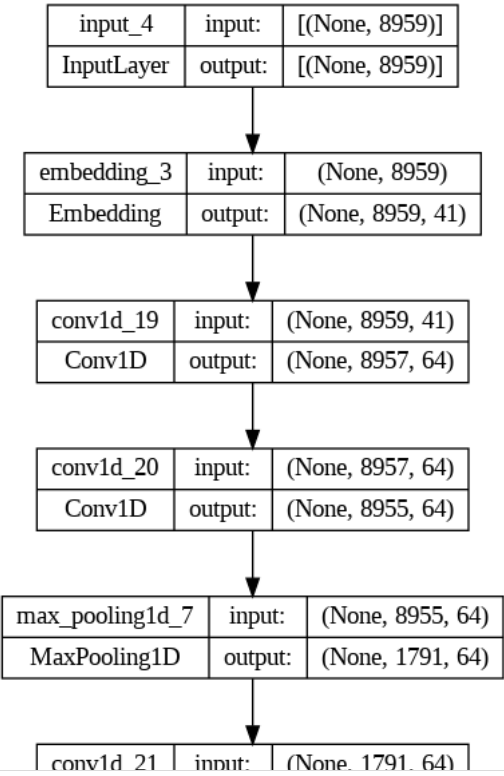 input_4 input: [(None, 8959)]
InputLayer output: [(None, 8959)]
embedding_3 input: (None, 8959)
Embedding output: (None, 8959, 41)
conv1d_19 input: (None, 8959, 41)
Conv1D output: (None, 8957, 64)
conv1d_20 input: (None, 8957, 64)
Conv1D output: (None, 8955, 64)
max_pooling1d_7 input: (None, 8955, 64)
MaxPooling1D output: (None, 1791, 64)
conv1d_21 input: (None, 1791, 64)